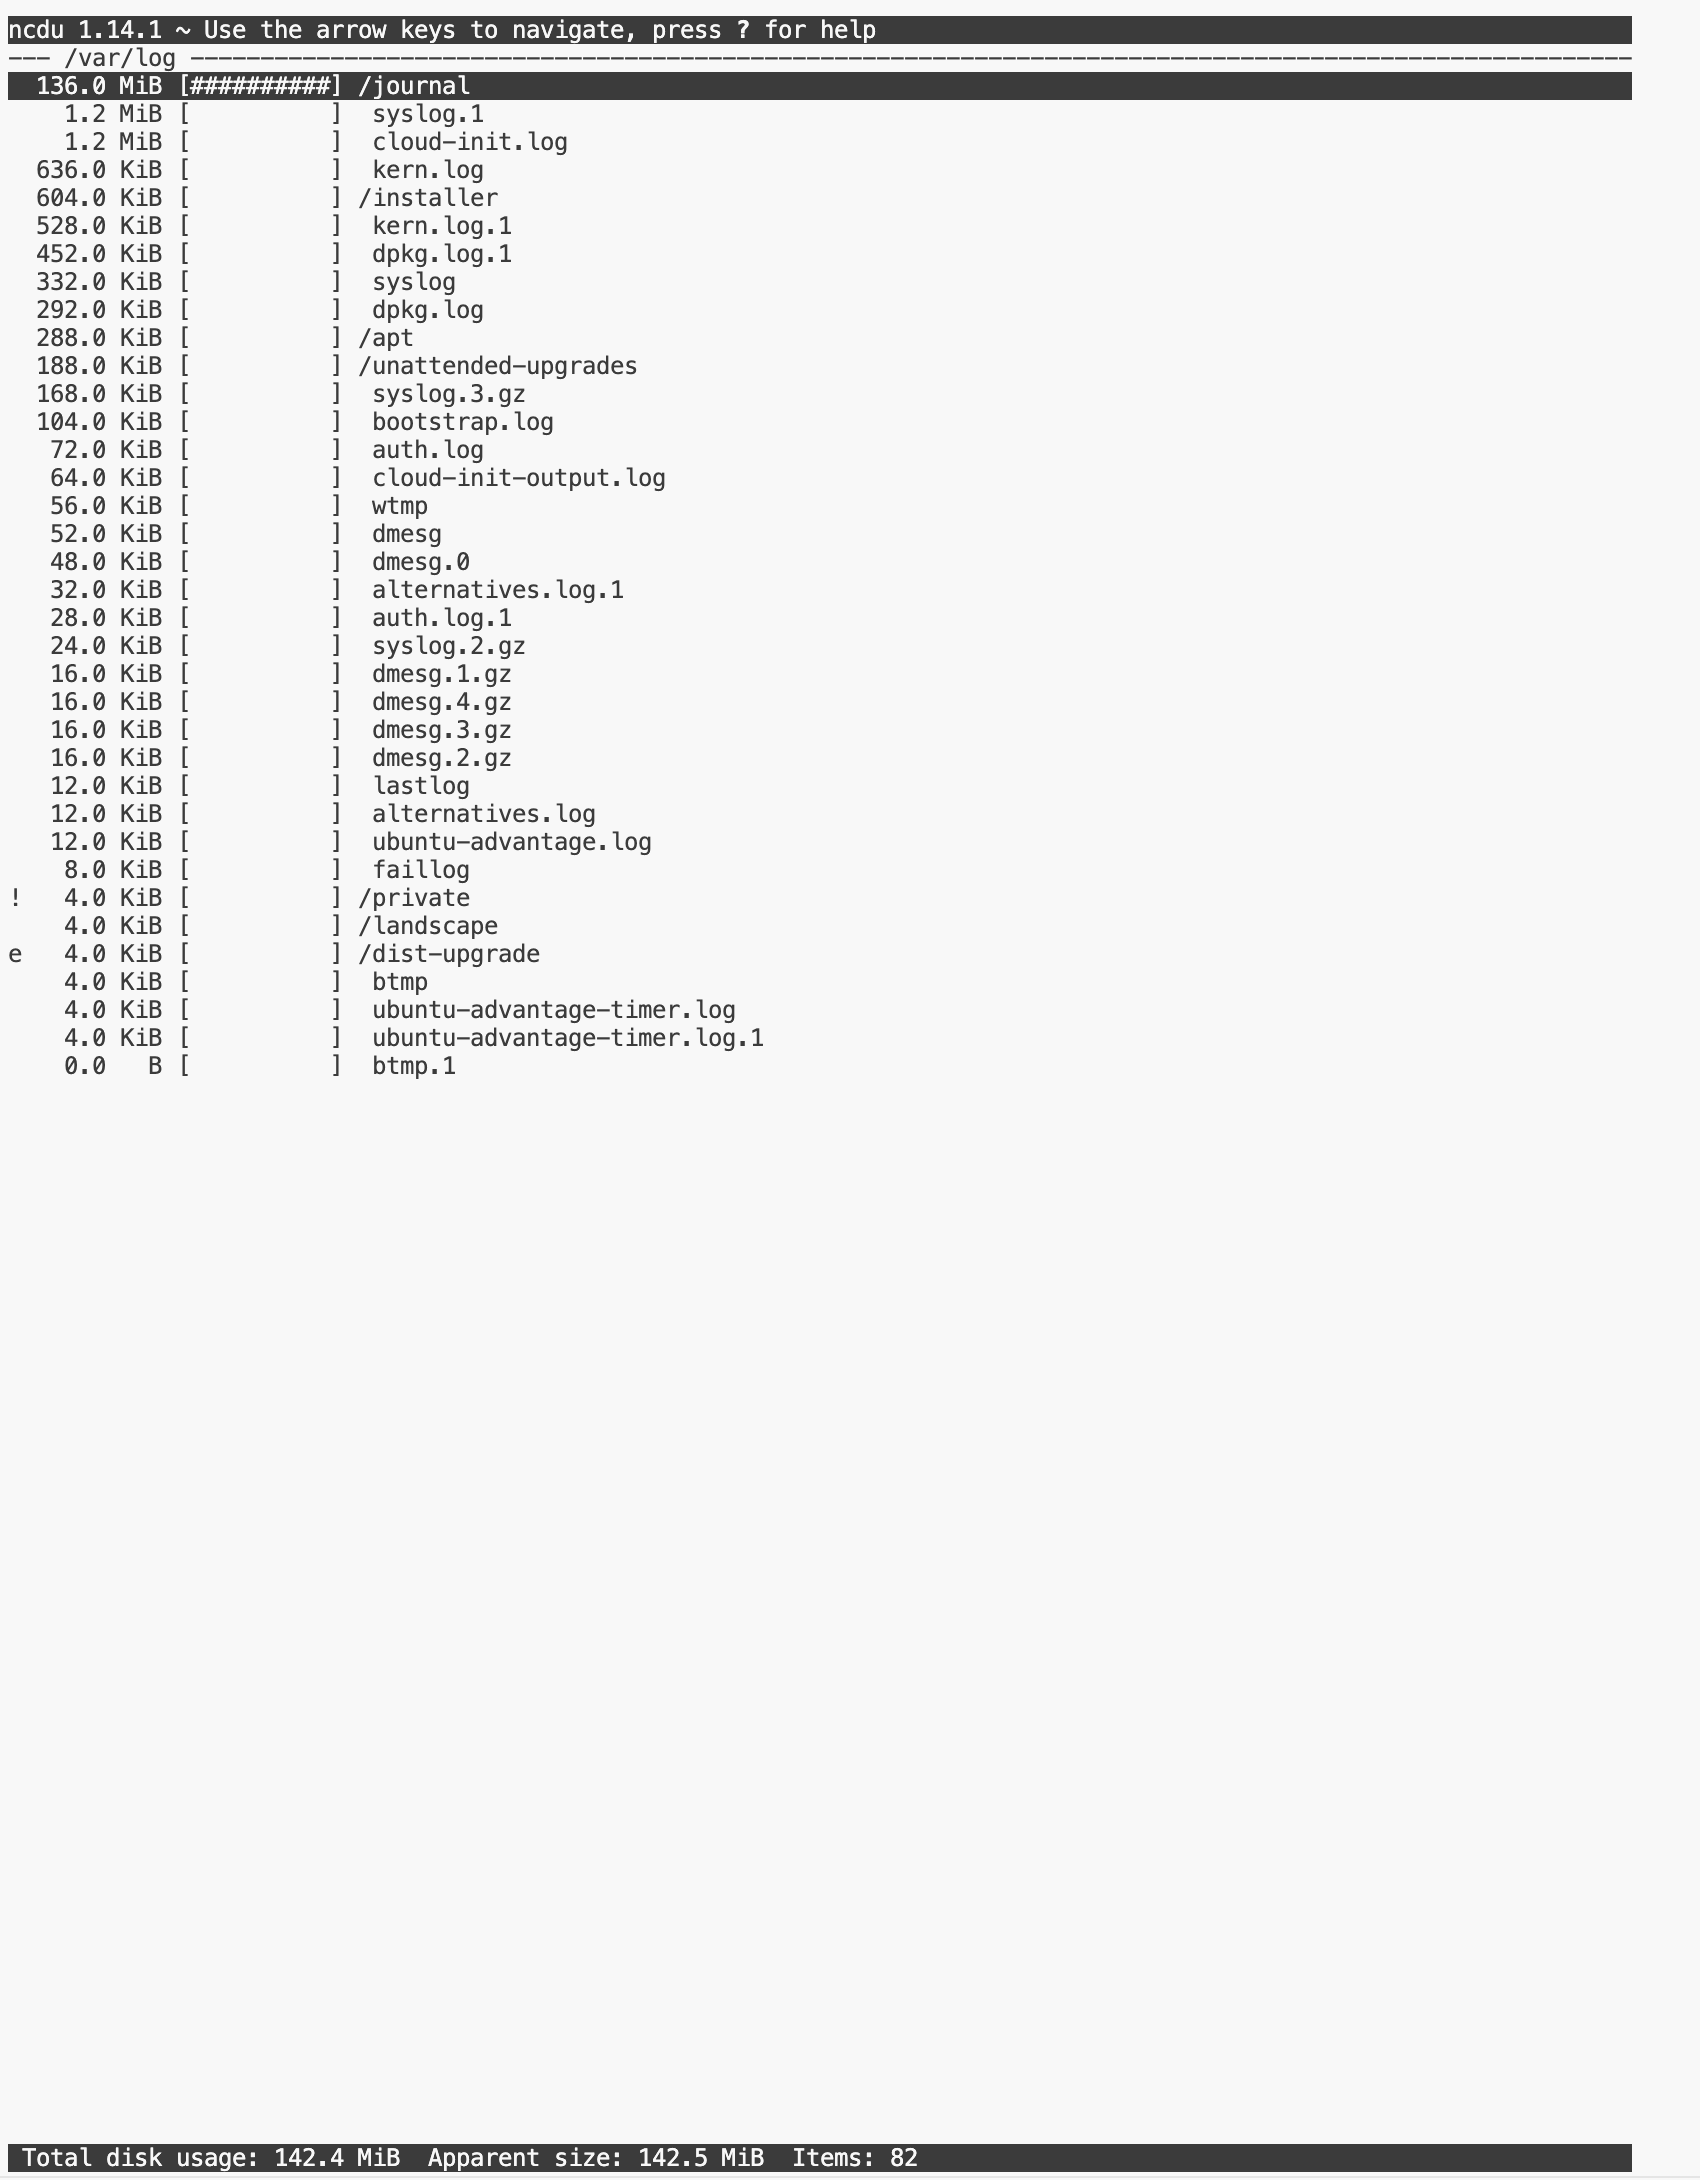 ncdu 1.14.1 ~ Use the arrow keys to navigate, press ? for help
--- /var/log -------------------------------------------------------------------------------------------------------
  136.0 MiB [##########] /journal
    1.2 MiB [          ]  syslog.1
    1.2 MiB [          ]  cloud-init.log
  636.0 KiB [          ]  kern.log
  604.0 KiB [          ] /installer
  528.0 KiB [          ]  kern.log.1
  452.0 KiB [          ]  dpkg.log.1
  332.0 KiB [          ]  syslog
  292.0 KiB [          ]  dpkg.log
  288.0 KiB [          ] /apt
  188.0 KiB [          ] /unattended-upgrades
  168.0 KiB [          ]  syslog.3.gz
  104.0 KiB [          ]  bootstrap.log
   72.0 KiB [          ]  auth.log
   64.0 KiB [          ]  cloud-init-output.log
   56.0 KiB [          ]  wtmp
   52.0 KiB [          ]  dmesg
   48.0 KiB [          ]  dmesg.0
   32.0 KiB [          ]  alternatives.log.1
   28.0 KiB [          ]  auth.log.1
   24.0 KiB [          ]  syslog.2.gz
   16.0 KiB [          ]  dmesg.1.gz
   16.0 KiB [          ]  dmesg.4.gz
   16.0 KiB [          ]  dmesg.3.gz
   16.0 KiB [          ]  dmesg.2.gz
   12.0 KiB [          ]  lastlog
   12.0 KiB [          ]  alternatives.log
   12.0 KiB [          ]  ubuntu-advantage.log
    8.0 KiB [          ]  faillog
!   4.0 KiB [          ] /private
    4.0 KiB [          ] /landscape
e   4.0 KiB [          ] /dist-upgrade
    4.0 KiB [          ]  btmp
    4.0 KiB [          ]  ubuntu-advantage-timer.log
    4.0 KiB [          ]  ubuntu-advantage-timer.log.1
    0.0   B [          ]  btmp.1
 Total disk usage: 142.4 MiB  Apparent size: 142.5 MiB  Items: 82